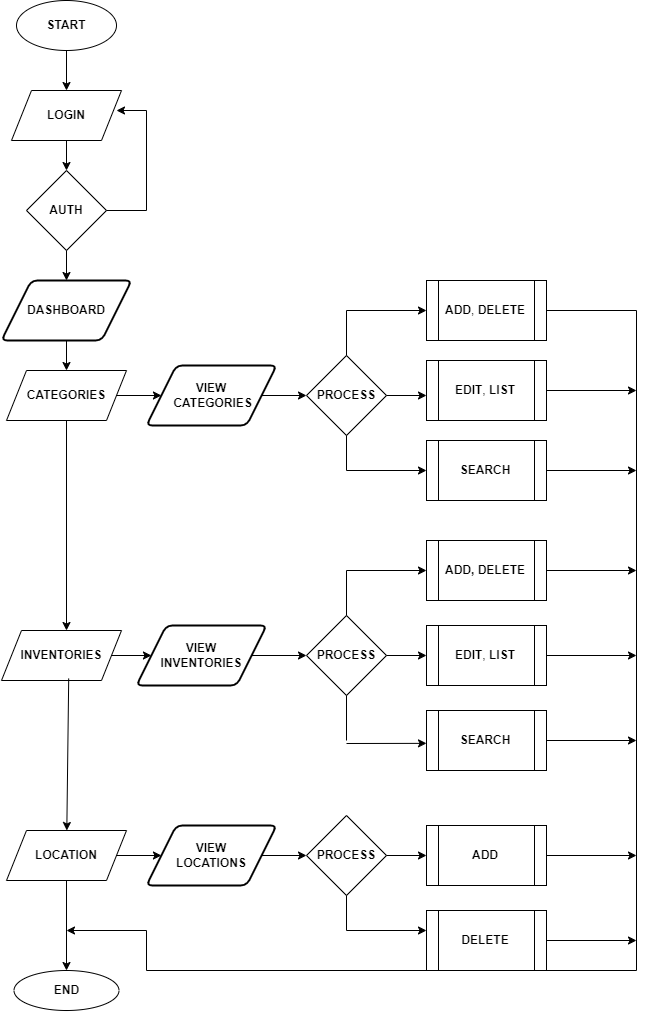 START
LOGIN
AUTH
DASHBOARD
ADD, DELETE
CATEGORIES
VIEW
CATEGORIES
PROCESS
EDIT, LIST
SEARCH
ADD, DELETE
INVENTORIES
VIEW
INVENTORIES
PROCESS
EDIT, LIST
SEARCH
LOCATION
VIEW
LOCATIONS
PROCESS
ADD
DELETE
END